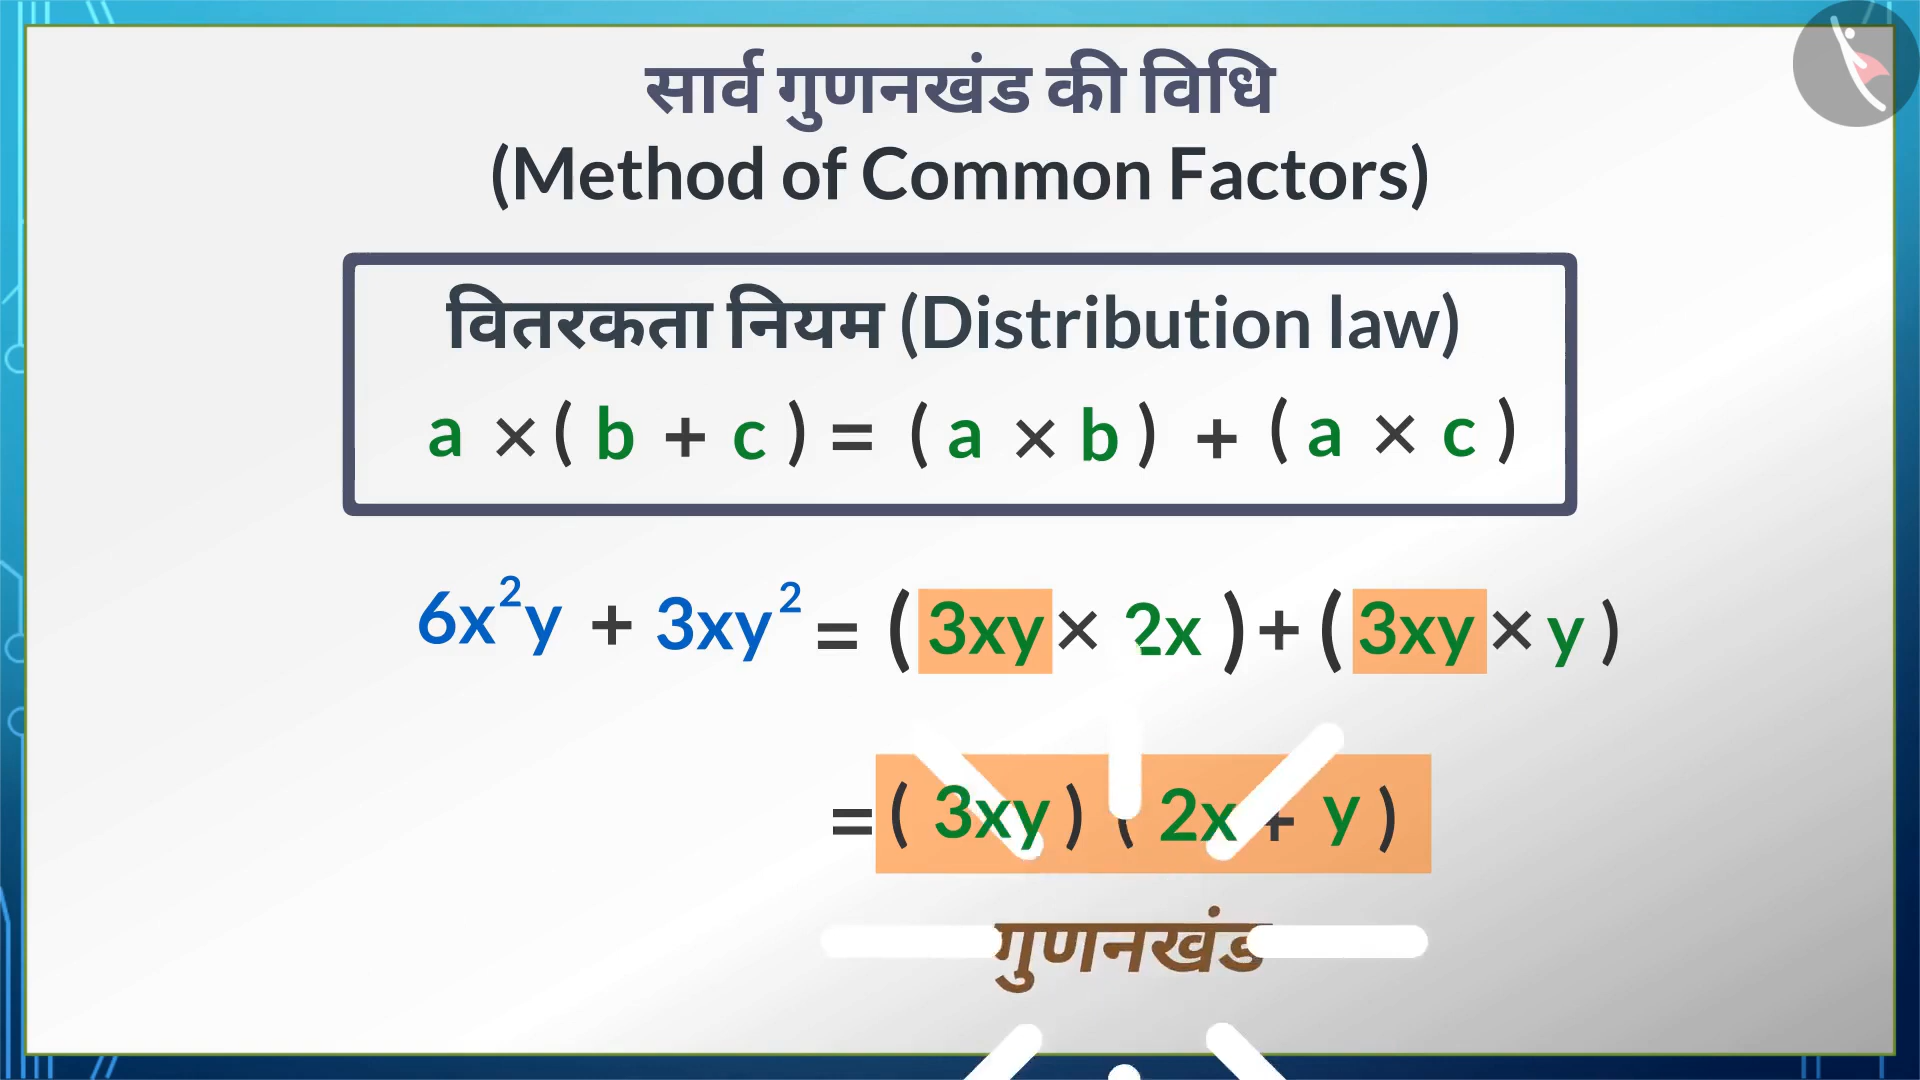 सार्व गुणनखंड की विधि
(Method of Common Factors)
वितरकता नियम (Distribution law)
a ×( b + c ) = ( a × b ) + ( a × c )
6x²y + 3xy² = ( 3xy × 2x ) + ( 3xy × y )
= ( 3xy ) ( 2x + y )
गुणनखंड